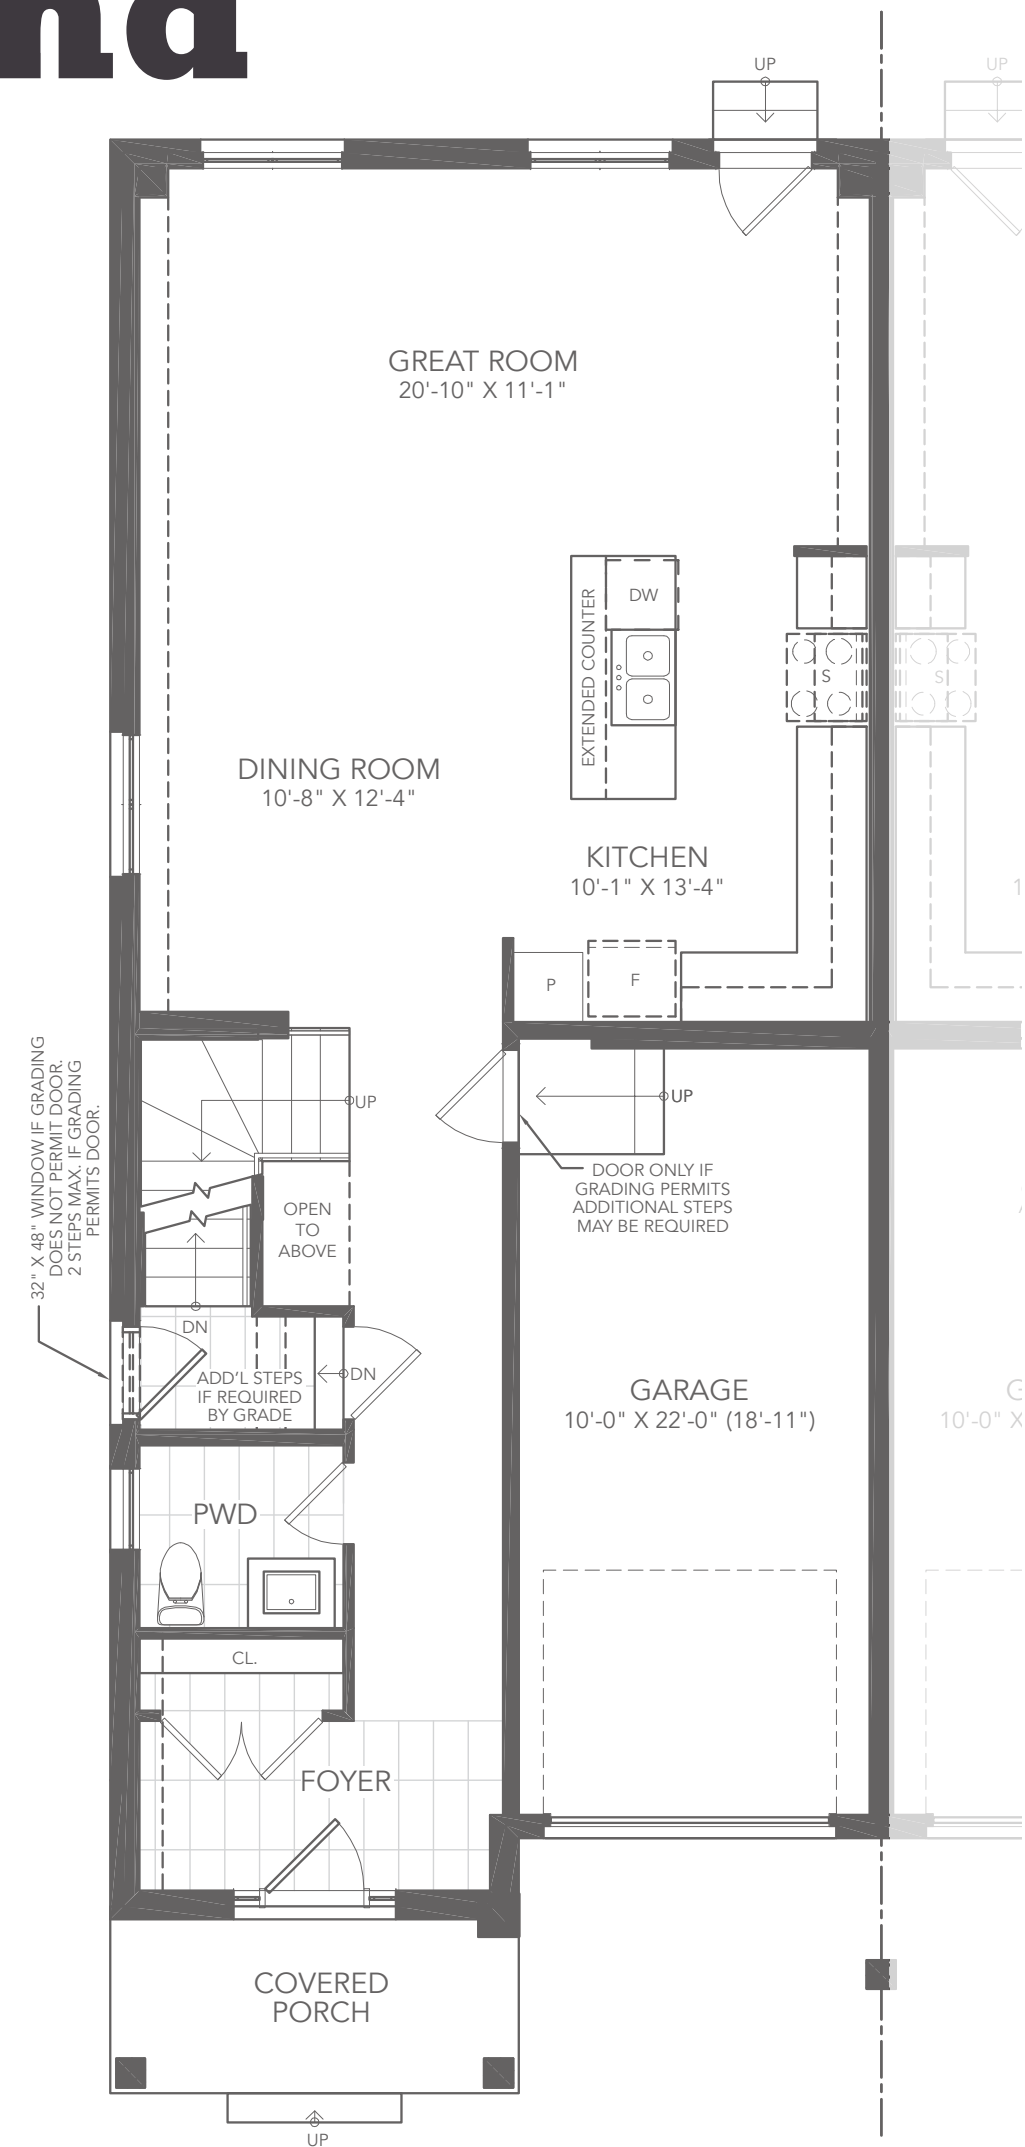 nd
UP
UP
GREAT ROOM
20'-10" X 11'-1"
EXTENDED COUNTER
DW
S
S
DINING ROOM
10'-8" X 12'-4"
KITCHEN
10'-1" X 13'-4"
P
F
32" X 48" WINDOW IF GRADING
DOES NOT PERMIT DOOR.
2 STEPS MAX. IF GRADING
PERMITS DOOR.
UP
UP
DOOR ONLY IF
GRADING PERMITS
ADDITIONAL STEPS
MAY BE REQUIRED
OPEN
TO
ABOVE
DN
DN
ADD'L STEPS
IF REQUIRED
BY GRADE
GARAGE
10'-0" X 22'-0" (18'-11")
G
10'-0" X
PWD
CL.
FOYER
COVERED
PORCH
UP